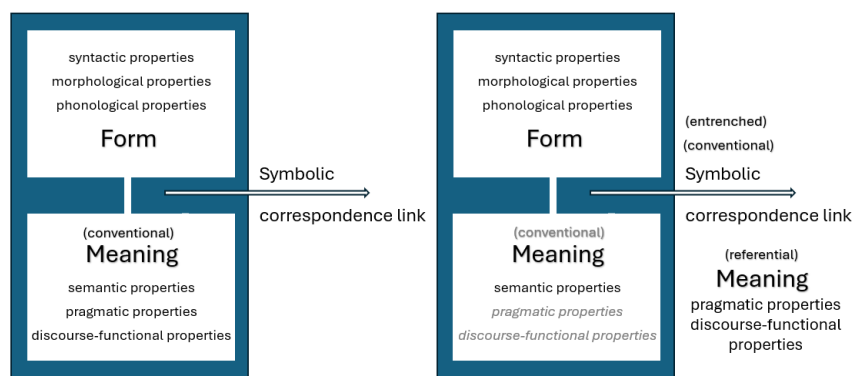 syntactic properties
morphological properties
phonological properties
Form
Symbolic
correspondence link
(conventional)
Meaning
semantic properties
pragmatic properties
discourse-functional properties
syntactic properties
morphological properties
phonological properties
Form
(entrenched)
(conventional)
Symbolic
correspondence link
(conventional)
Meaning
semantic properties
pragmatic properties
discourse-functional properties
(referential)
Meaning
pragmatic properties
discourse-functional
properties